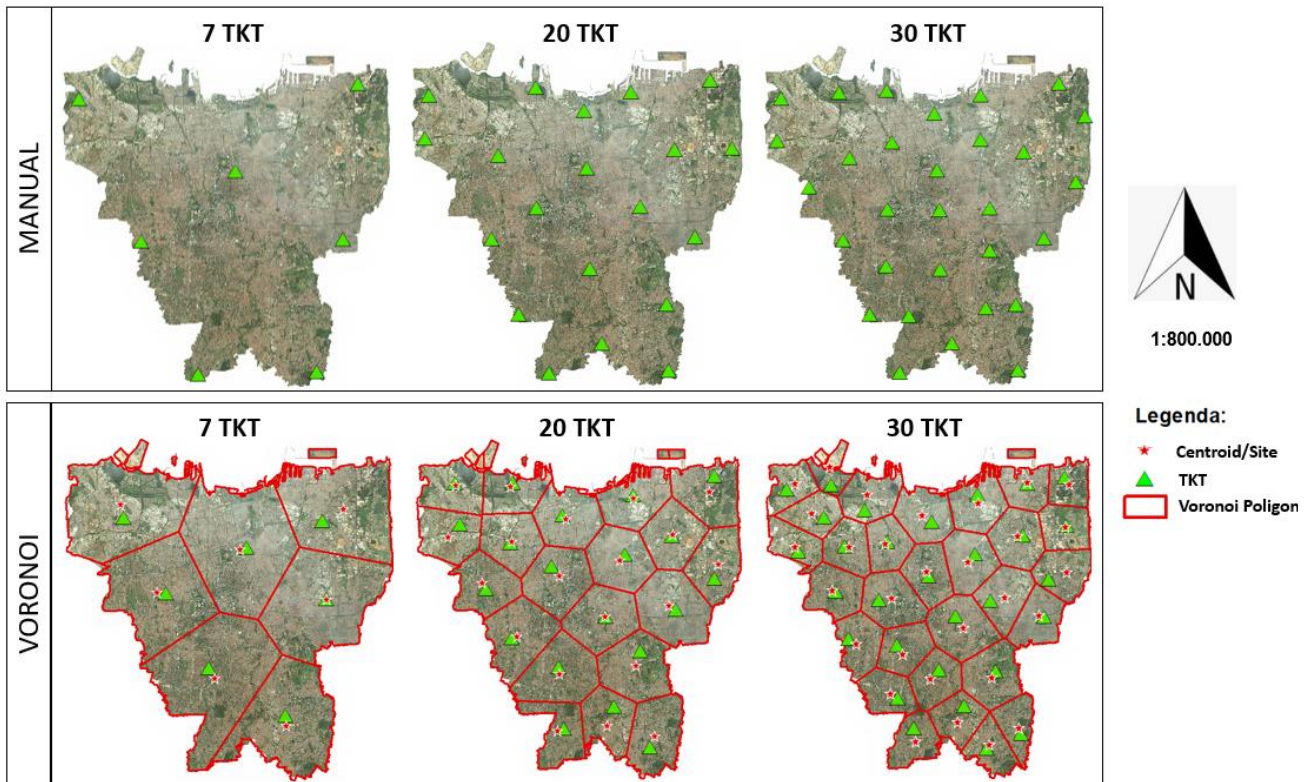 MANUAL
7 TKT
20 TKT
30 TKT
N
1:800.000
VORONOI
7 TKT
20 TKT
30 TKT
Legenda:
Centroid/Site
TKT
Voronoi Poligon